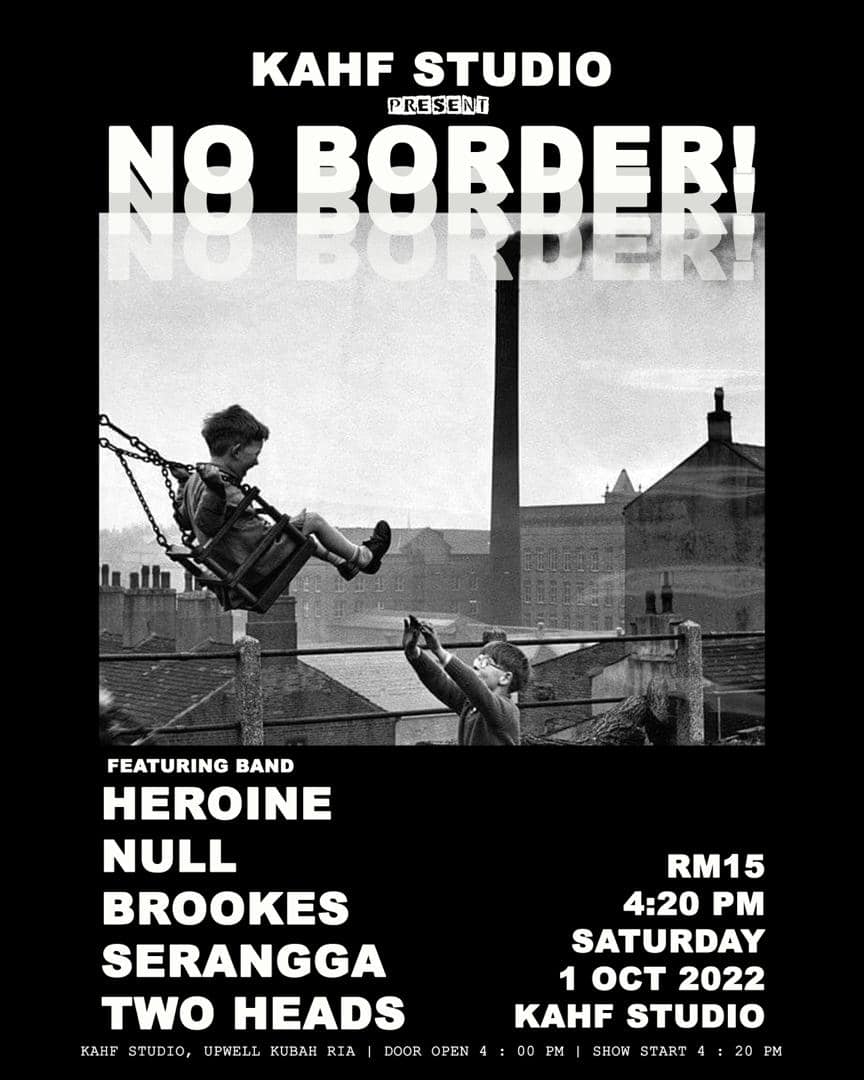 KAHF STUDIO
PRESENT
NO BORDER!
NO BORDER!
NO BORDER!
FEATURING BAND
HEROINE
NULL
BROOKES
SERANGGA
TWO HEADS
RM15
4:20 PM
SATURDAY
1 OCT 2022
KAHF STUDIO
KAHF STUDIO, UPWELL KUBAH RIA | DOOR OPEN 4 : 00 PM | SHOW START 4 : 20 PM